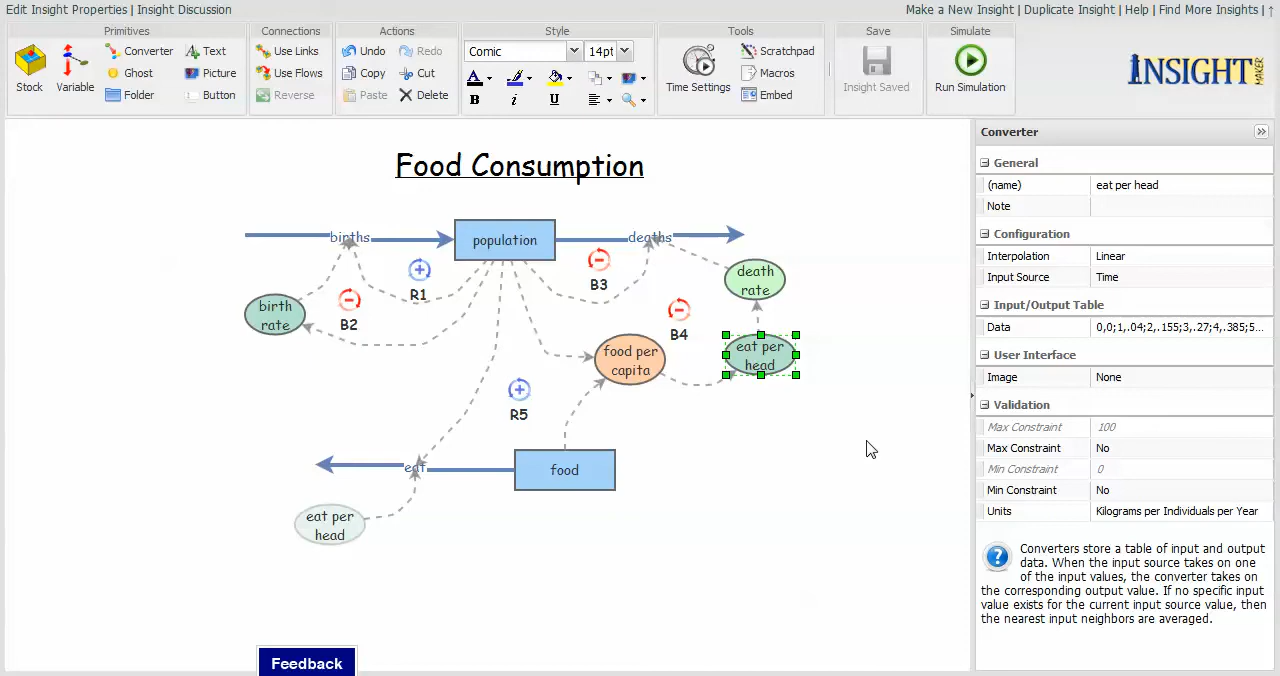 Edit Insight Properties | Insight Discussion
Make a New Insight | Duplicate Insight | Help | Find More Insights | ↑
Primitives
Connections
Actions
Style
Tools
Save
Simulate
Stock
Variable
Converter
Ghost
Folder
Text
Picture
Button
Use Links
Use Flows
Reverse
Undo
Redo
Copy
Cut
Paste
Delete
Comic
14pt
A
B
i
U
Time Settings
Scratchpad
Macros
Embed
Insight Saved
Run Simulation
INSIGHT
MAKER
Food Consumption
births
population
deaths
death
rate
birth
rate
R1
B2
B3
B4
food per
capita
eat per
head
R5
eat
food
eat per
head
Feedback
Converter
General
(name) eat per head
Note
Configuration
Interpolation Linear
Input Source Time
Input/Output Table
Data 0,0;1,.04;2,.155;3,.27;4,.385;5...
User Interface
Image None
Validation
Max Constraint 100
Max Constraint No
Min Constraint 0
Min Constraint No
Units Kilograms per Individuals per Year
Converters store a table of input and output
data. When the input source takes on one
of the input values, the converter takes on
the corresponding output value. If no specific input
value exists for the current input source value, then
the nearest input neighbors are averaged.